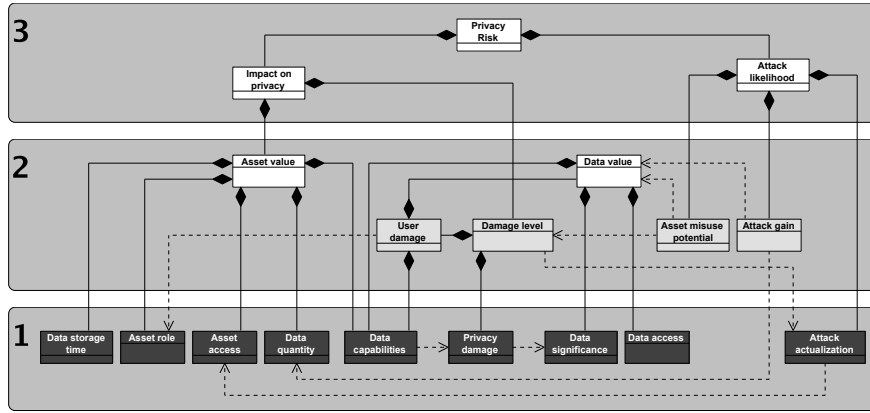 3
Privacy
Risk
Impact on
privacy
Attack
likelihood
2
Asset value
Data value
User
damage
Damage level
Asset misuse
potential
Attack gain
1
Data storage
time
Asset role
Asset
access
Data
quantity
Data
capabilities
Privacy
damage
Data
significance
Data access
Attack
actualization